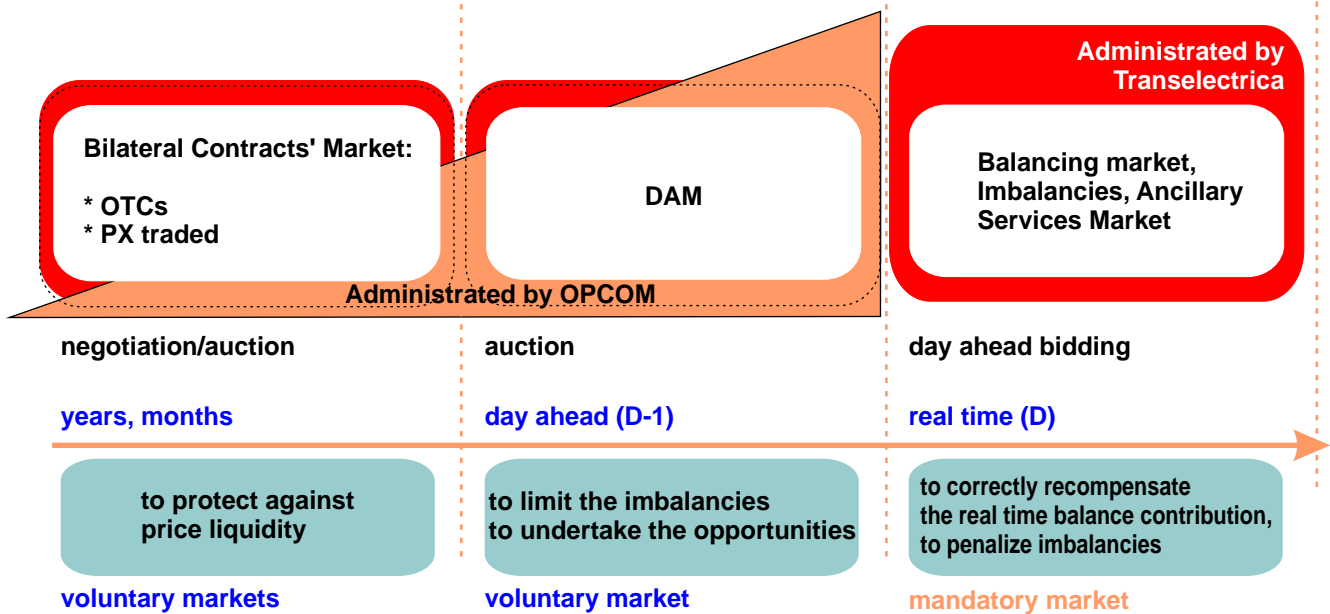 Administrated by
Transelectrica
Bilateral Contracts' Market:
* OTCs
* PX traded
DAM
Balancing market,
Imbalancies, Ancillary
Services Market
Administrated by OPCOM
negotiation/auction
auction
day ahead bidding
years, months
day ahead (D-1)
real time (D)
to protect against
price liquidity
to limit the imbalancies
to undertake the opportunities
to correctly recompensate
the real time balance contribution,
to penalize imbalancies
voluntary markets
voluntary market
mandatory market